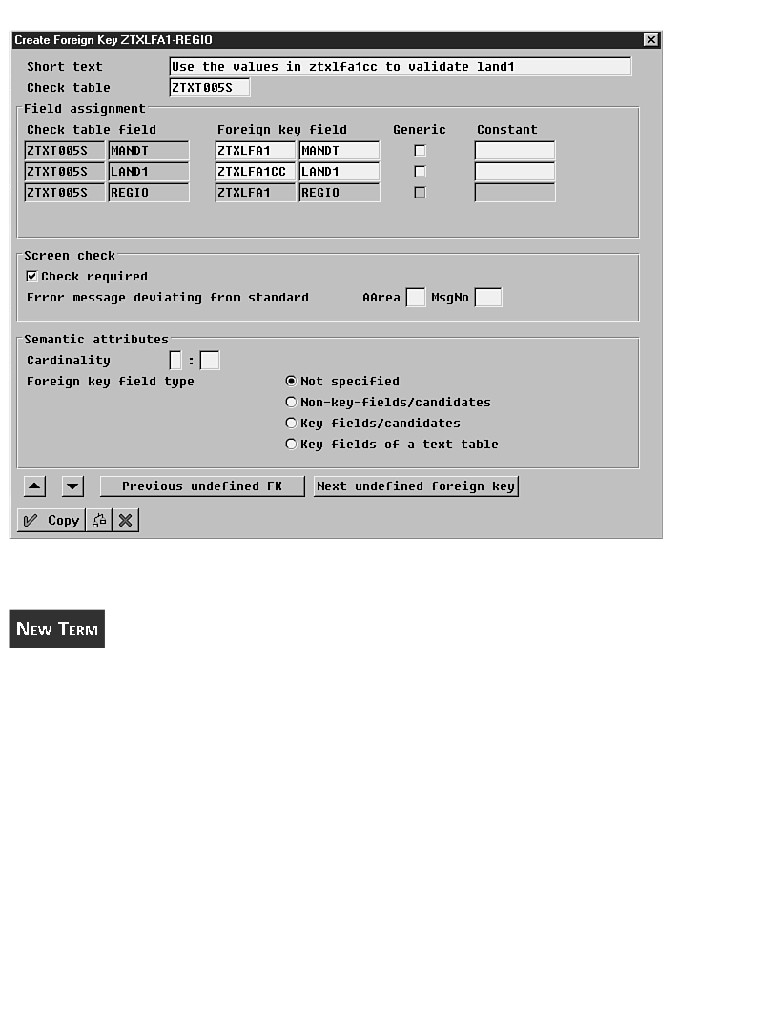 Create Foreign Key ZTXLFA1-REGIO
Short text Use the values in ztxlfa1cc to validate land1
Check table ZTXT005S
Field assignment
Check table field Foreign key field Generic Constant
ZTXT005S MANDT ZTXLFA1 MANDT
ZTXT005S LAND1 ZTXLFA1CC LAND1
ZTXT005S REGIO ZTXLFA1 REGIO
Screen check
Check required
Error message deviating from standard AArea MsgNo
Semantic attributes
Cardinality :
Foreign key field type Not specified
Non-key-fields/candidates
Key fields/candidates
Key fields of a text table
Previous undefined FK Next undefined foreign key
Copy
NEW TERM